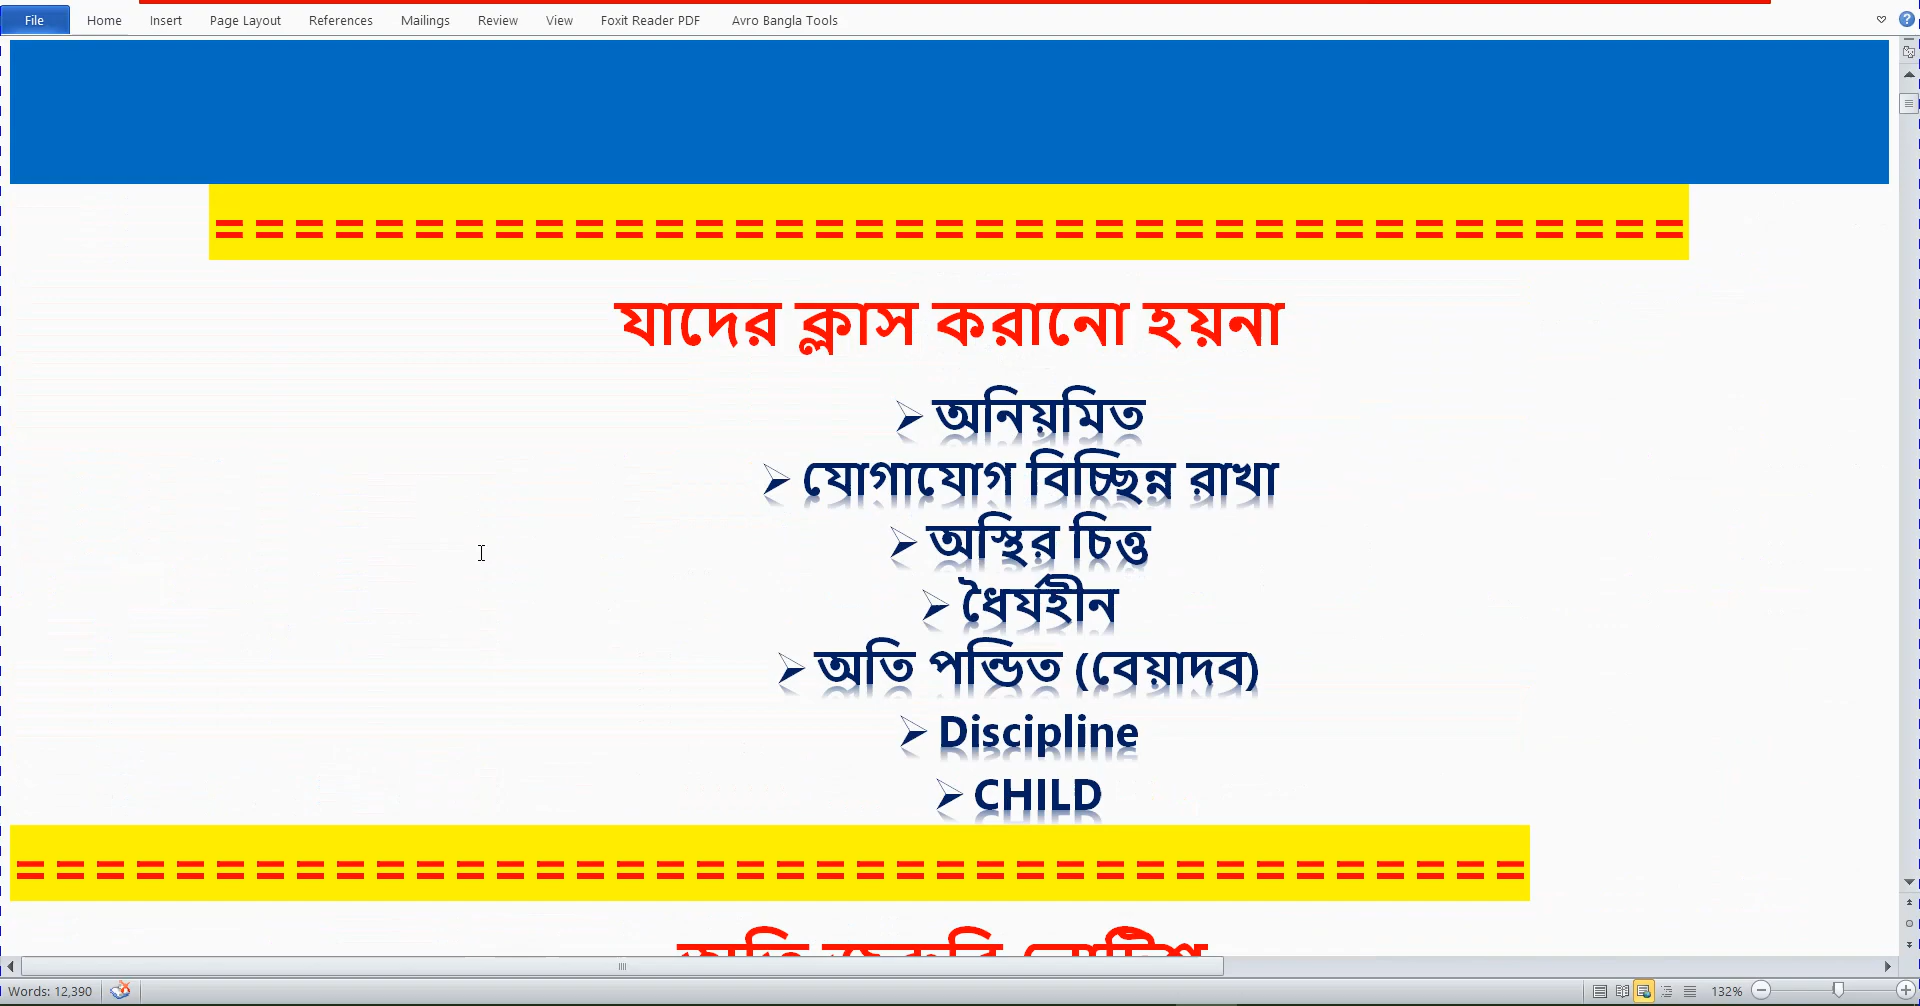 File Home Insert Page Layout References Mailings Review View Foxit Reader PDF Avro Bangla Tools
= = = = = = = = = = = = = = = = = = = = = = = = = = = = = = = = = = = = =
যাদের ক্লাস করানো হয়না
অনিয়মিত
যোগাযোগ বিচ্ছিন্ন রাখা
অস্থির চিত্ত
ধৈর্যহীন
অতি পন্ডিত (বেয়াদব)
Discipline
CHILD
= = = = = = = = = = = = = = = = = = = = = = = = = = = = = = = = = = = = = =
Words: 12,390 132%